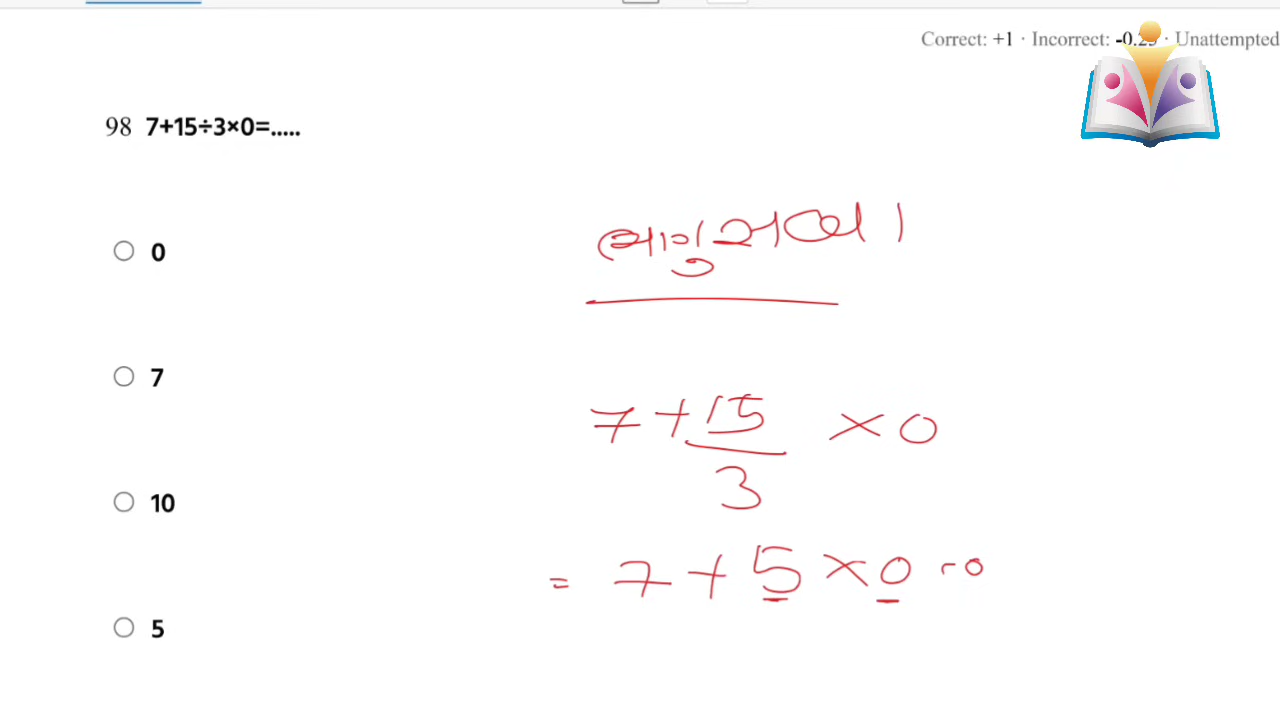 Correct: +1 · Incorrect: -0.25 · Unattempted
98 7+15÷3×0=.....
0
7
10
5
7 + 15/3 × 0
= 7 + 5 × 0 -0